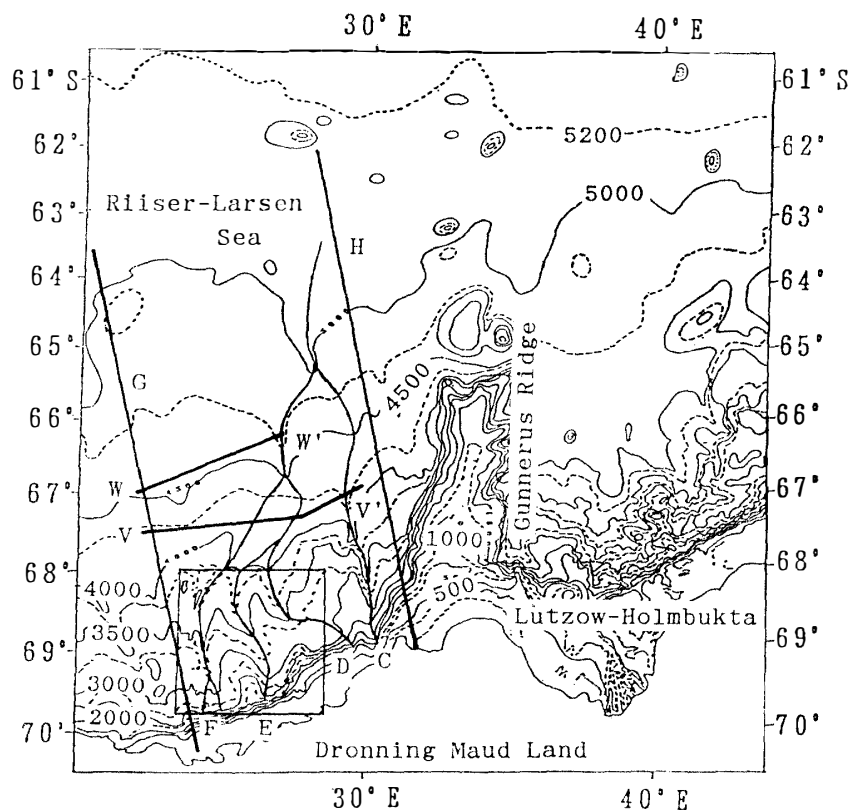 30°E 40°E
61°S 61°S
62° 62°
5200
5000
Riiser-Larsen
Sea
63° 63°
H
64° 64°
65° 65°
G
4500
Gunnerus Ridge
66° 66°
W'
W
67° 67°
V'
V
1000
68° 68°
4000
500
Lutzow-Holmbukta
3500
69° 69°
D C
3000
2000
70° 70°
F E
Dronning Maud Land
30°E 40°E